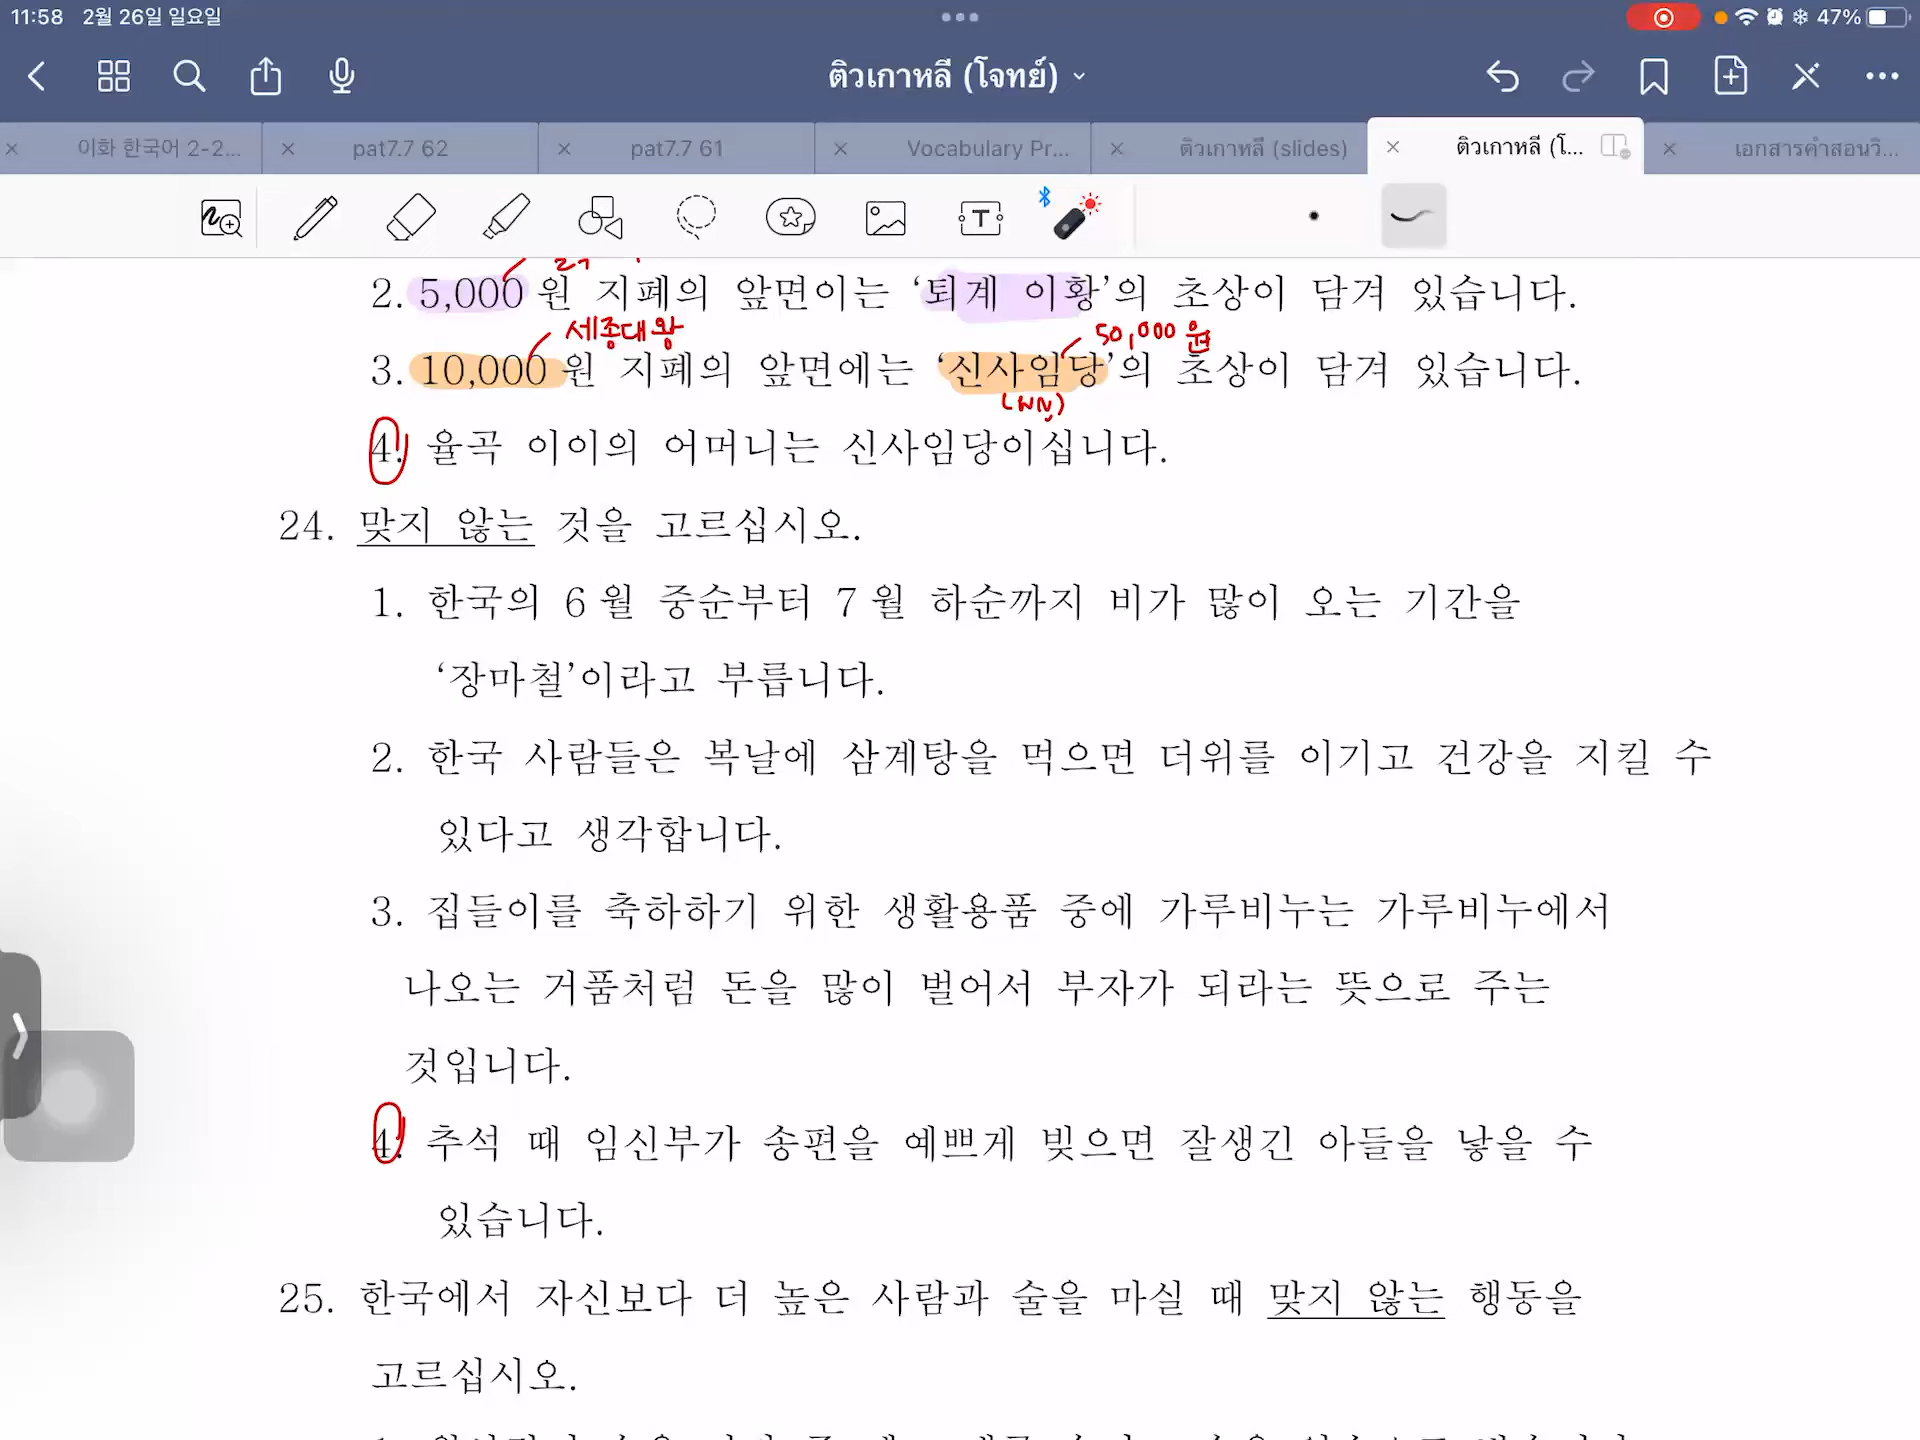 11:58 2월 26일 일요일
47%
ติวเกาหลี (โจทย์)
이화 한국어 2-2...
pat7.7 62
pat7.7 61
Vocabulary Pr...
ติวเกาหลี (slides)
ติวเกาหลี (โ...
เอกสารคำสอนวิ...
2. 5,000원 지폐의 앞면이는 ‘퇴계 이황’의 초상이 담겨 있습니다.
세종대왕
50,000 원
3. 10,000원 지폐의 앞면에는 ‘신사임당’의 초상이 담겨 있습니다.
4. 율곡 이이의 어머니는 신사임당이십니다.
24. 맞지 않는 것을 고르십시오.
1. 한국의 6월 중순부터 7월 하순까지 비가 많이 오는 기간을
‘장마철’이라고 부릅니다.
2. 한국 사람들은 복날에 삼계탕을 먹으면 더위를 이기고 건강을 지킬 수
있다고 생각합니다.
3. 집들이를 축하하기 위한 생활용품 중에 가루비누는 가루비누에서
나오는 거품처럼 돈을 많이 벌어서 부자가 되라는 뜻으로 주는
것입니다.
4. 추석 때 임신부가 송편을 예쁘게 빚으면 잘생긴 아들을 낳을 수
있습니다.
25. 한국에서 자신보다 더 높은 사람과 술을 마실 때 맞지 않는 행동을
고르십시오.